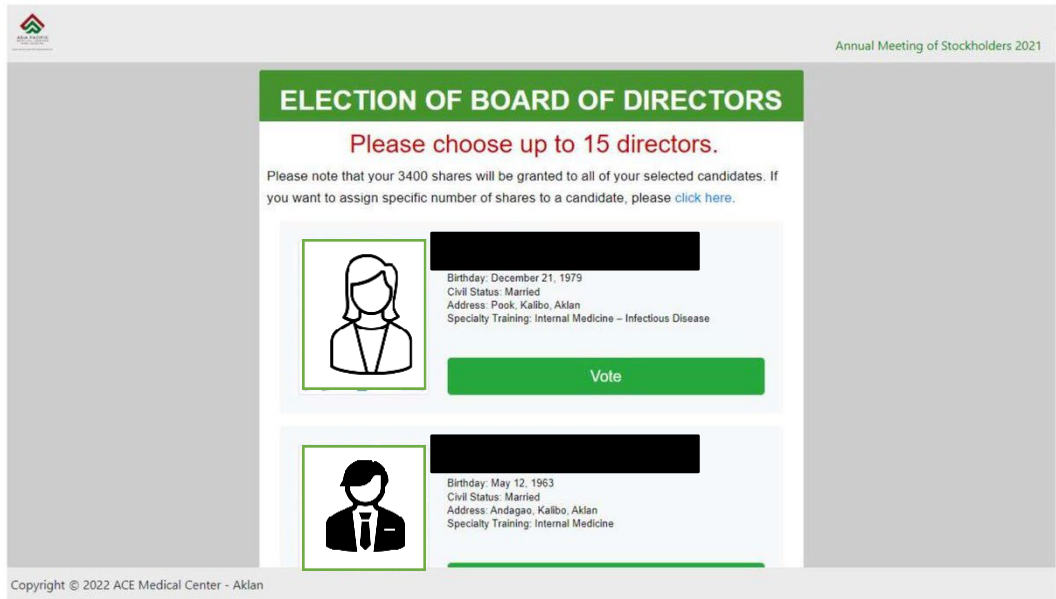 ASIA PACIFIC
Annual Meeting of Stockholders 2021
ELECTION OF BOARD OF DIRECTORS
Please choose up to 15 directors.
Please note that your 3400 shares will be granted to all of your selected candidates. If
you want to assign specific number of shares to a candidate, please click here.
Birthday: December 21, 1979
Civil Status: Married
Address: Pook, Kalibo, Aklan
Specialty Training: Internal Medicine – Infectious Disease
Vote
Birthday: May 12, 1963
Civil Status: Married
Address: Andagao, Kalibo, Aklan
Specialty Training: Internal Medicine
Copyright © 2022 ACE Medical Center - Aklan